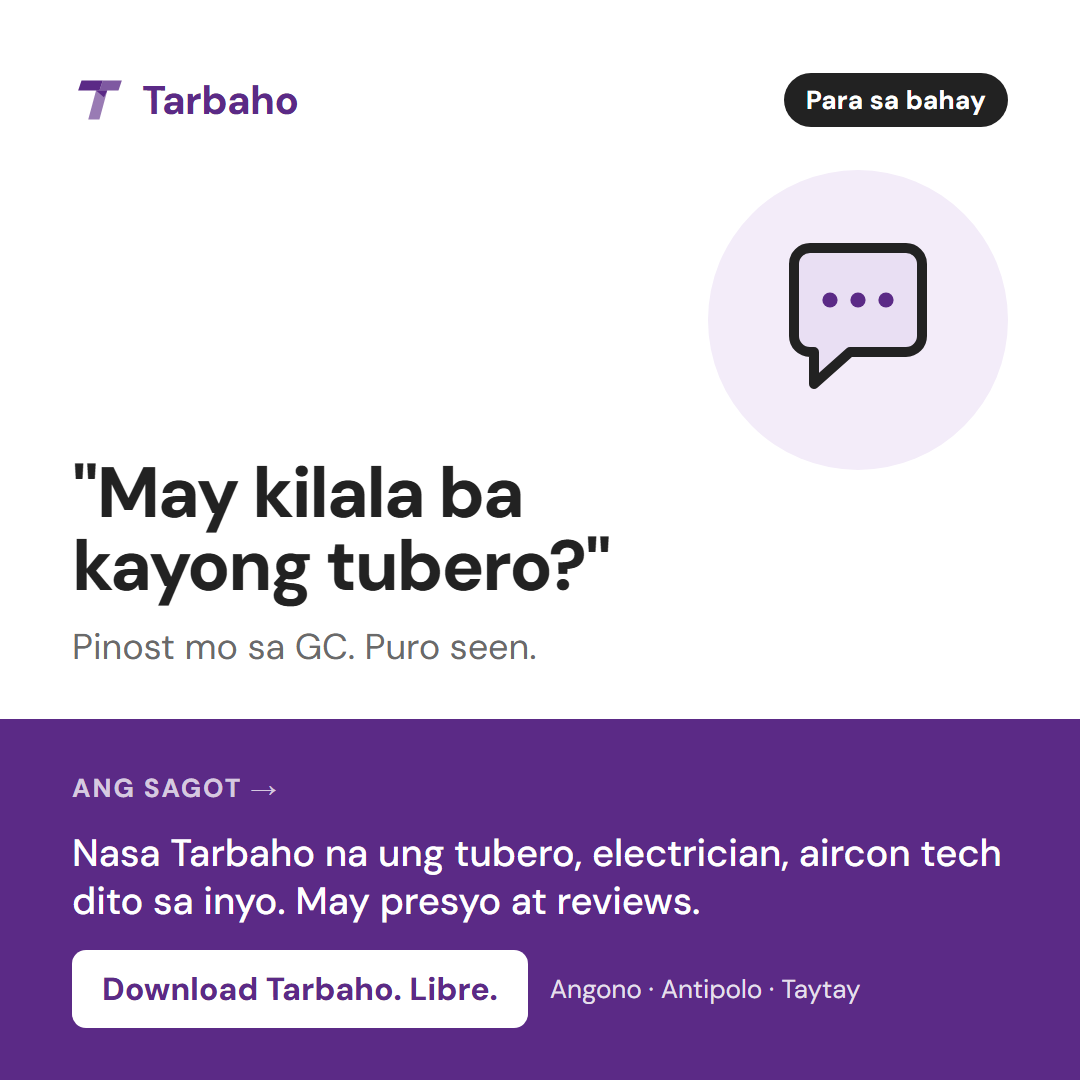 Tarbaho
Para sa bahay
"May kilala ba
kayong tubero?"
Pinost mo sa GC. Puro seen.
ANG SAGOT →
Nasa Tarbaho na ung tubero, electrician, aircon tech
dito sa inyo. May presyo at reviews.
Download Tarbaho. Libre.
Angono · Antipolo · Taytay